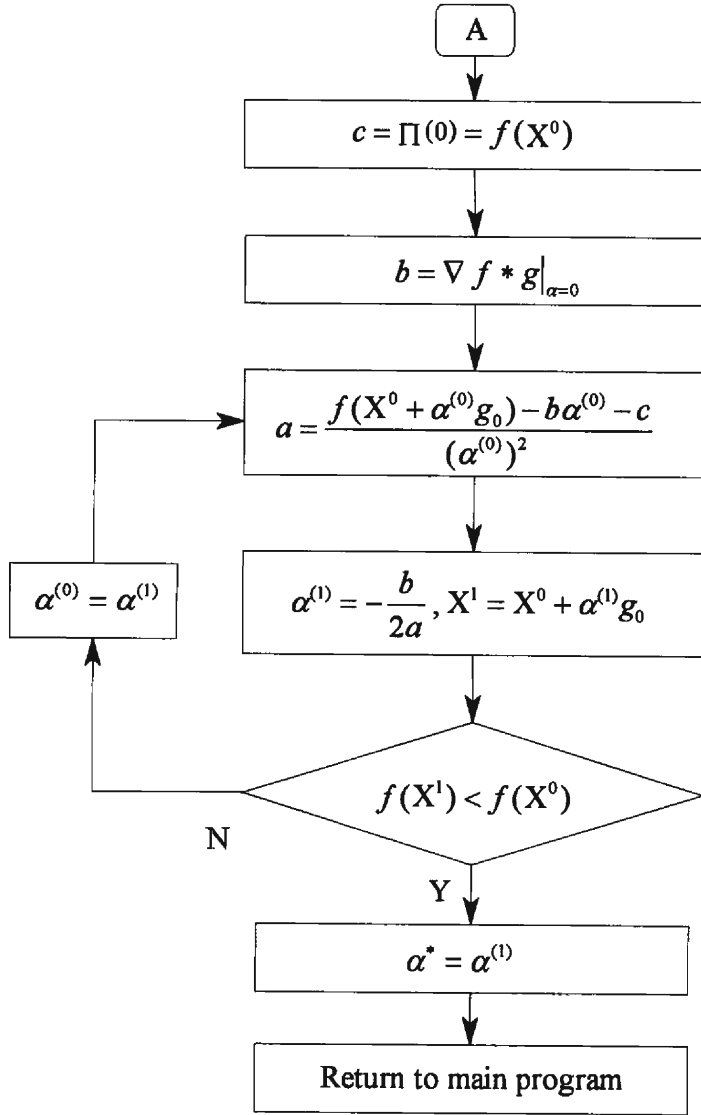 A
c = Π(0) = f(X⁰)
b = ∇ f * g|α=0
a = (f(X⁰ + α⁽⁰⁾g₀) − bα⁽⁰⁾ − c) / (α⁽⁰⁾)²
α⁽⁰⁾ = α⁽¹⁾
α⁽¹⁾ = − b / 2a , X¹ = X⁰ + α⁽¹⁾g₀
f(X¹) < f(X⁰)
N
Y
α* = α⁽¹⁾
Return to main program